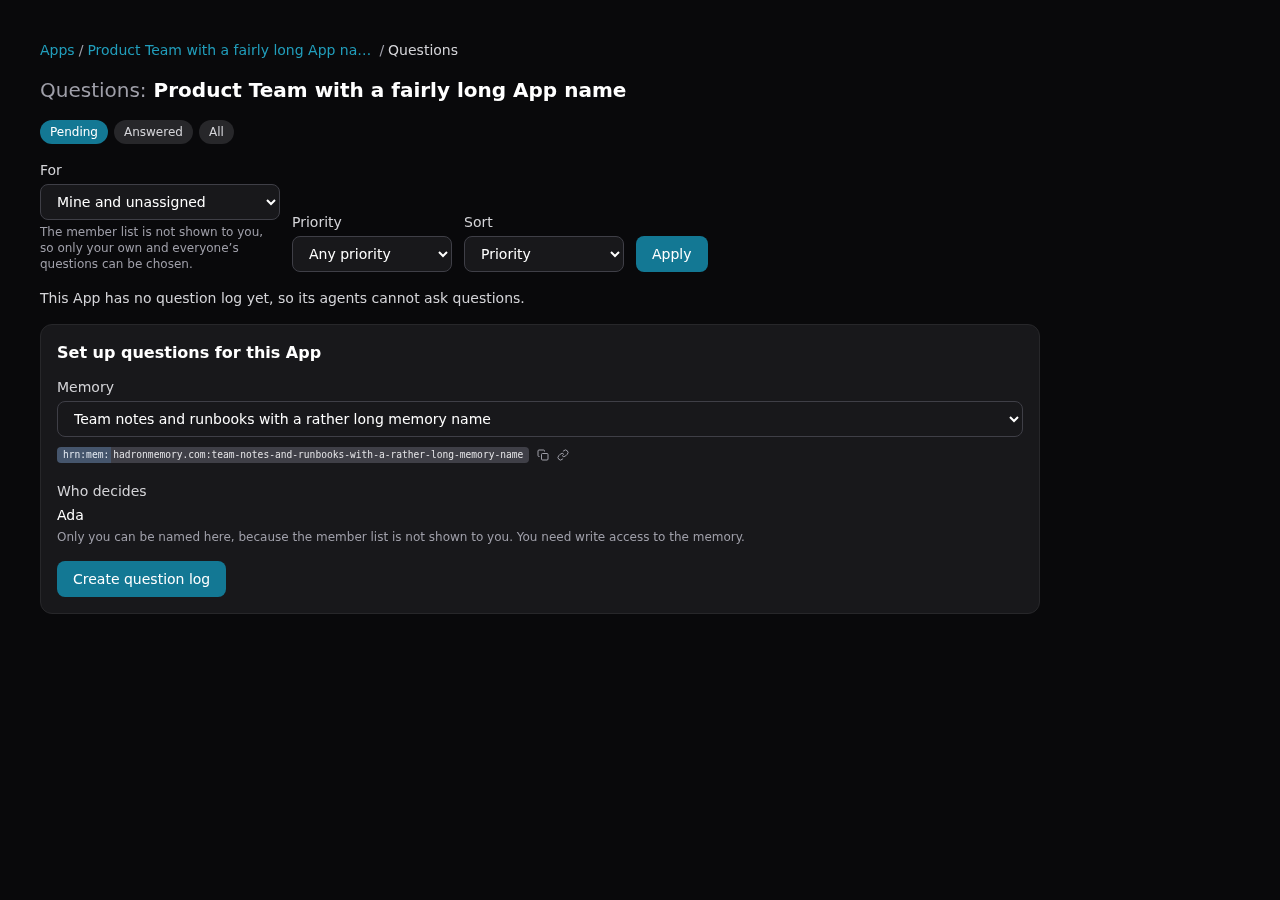 Apps / Product Team with a fairly long App na… / Questions
Questions: Product Team with a fairly long App name
Pending Answered All
For
Mine and unassigned
The member list is not shown to you,
so only your own and everyone’s
questions can be chosen.
Priority
Any priority
Sort
Priority
Apply
This App has no question log yet, so its agents cannot ask questions.
Set up questions for this App
Memory
Team notes and runbooks with a rather long memory name
hrn:mem: hadronmemory.com:team-notes-and-runbooks-with-a-rather-long-memory-name
Who decides
Ada
Only you can be named here, because the member list is not shown to you. You need write access to the memory.
Create question log